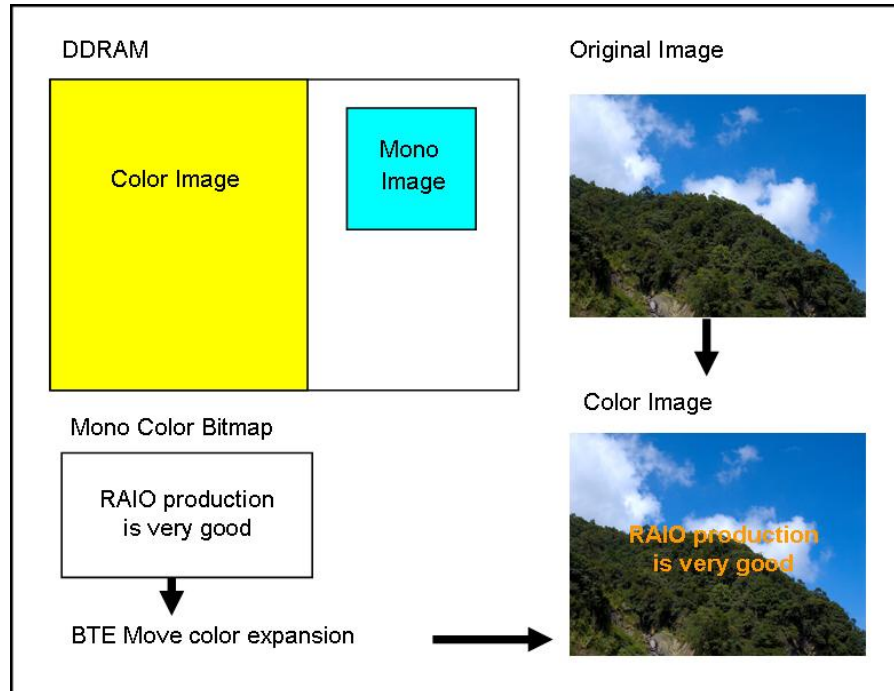 DDRAM
Original Image
Color Image
Mono
Image
Color Image
Mono Color Bitmap
RAIO production
is very good
RAIO production
is very good
BTE Move color expansion